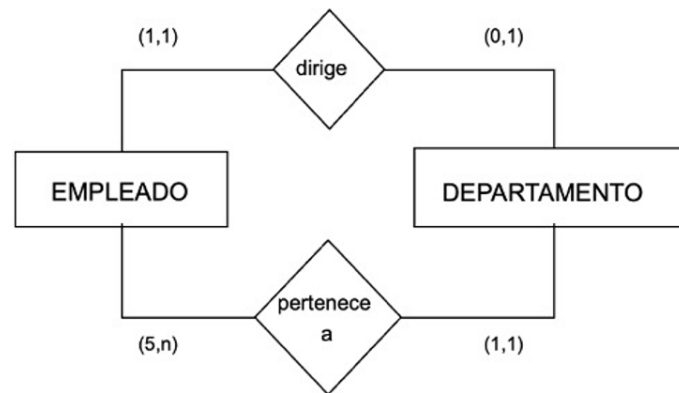 (1,1)
(0,1)
dirige
EMPLEADO
DEPARTAMENTO
pertenece
a
(5,n)
(1,1)